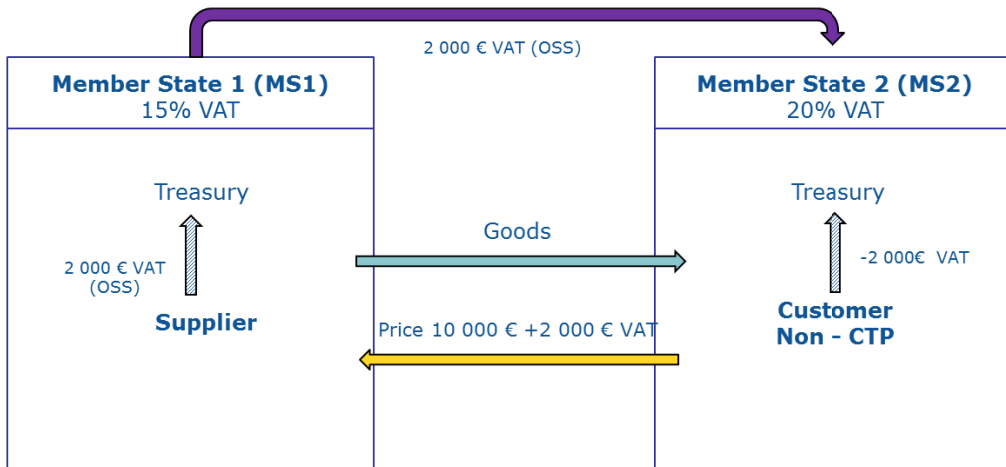 2 000 € VAT (OSS)
Member State 1 (MS1)
15% VAT
Member State 2 (MS2)
20% VAT
Treasury
2 000 € VAT
(OSS)
Supplier
Goods
Price 10 000 € +2 000 € VAT
Treasury
-2 000€ VAT
Customer
Non - CTP